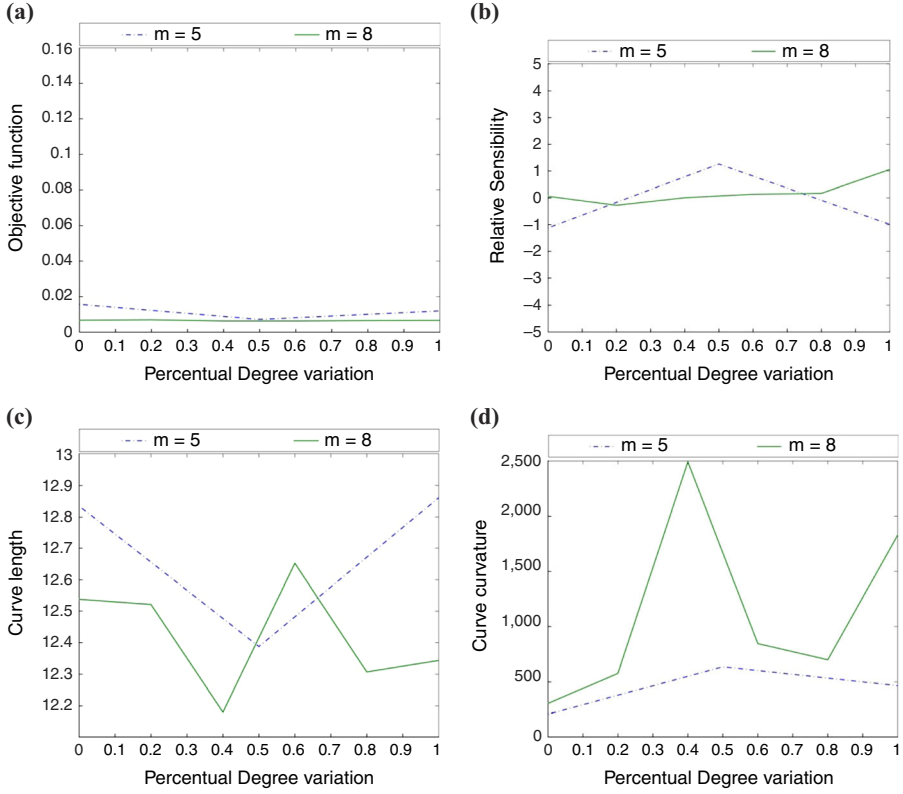 (a)
m = 5 m = 8
0.16
0.14
0.12
0.1
0.08
0.06
0.04
0.02
0
Objective function
0 0.1 0.2 0.3 0.4 0.5 0.6 0.7 0.8 0.9 1
Percentual Degree variation
(b)
m = 5 m = 8
5
4
3
2
1
0
−1
−2
−3
−4
−5
Relative Sensibility
0 0.1 0.2 0.3 0.4 0.5 0.6 0.7 0.8 0.9 1
Percentual Degree variation
(c)
m = 5 m = 8
13
12.9
12.8
12.7
12.6
12.5
12.4
12.3
12.2
Curve length
0 0.1 0.2 0.3 0.4 0.5 0.6 0.7 0.8 0.9 1
Percentual Degree variation
(d)
m = 5 m = 8
2,500
2,000
1,500
1,000
500
0
Curve curvature
0 0.1 0.2 0.3 0.4 0.5 0.6 0.7 0.8 0.9 1
Percentual Degree variation